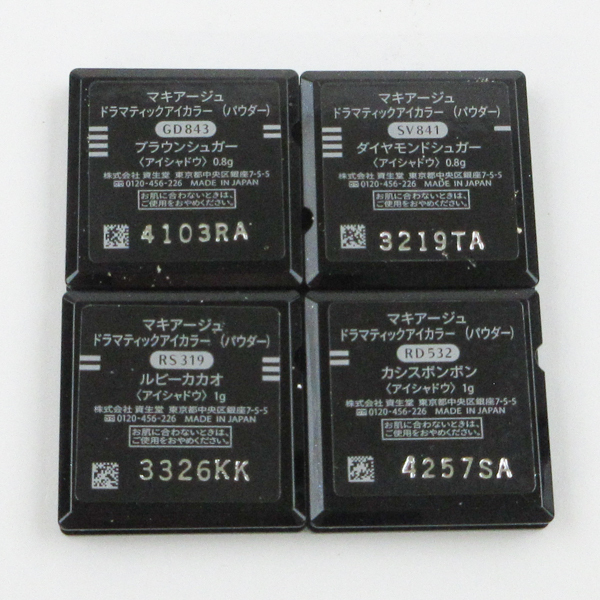 マキアージュ
ドラマティックアイカラー （パウダー）
GD843
ブラウンシュガー
〈アイシャドウ〉0.8g
株式会社 資生堂 東京都中央区銀座7-5-5
0120-456-226 MADE IN JAPAN
お肌に合わないときは、
ご使用をおやめください。
4103RA
マキアージュ
ドラマティックアイカラー （パウダー）
SV841
ダイヤモンドシュガー
〈アイシャドウ〉0.8g
株式会社 資生堂 東京都中央区銀座7-5-5
0120-456-226 MADE IN JAPAN
お肌に合わないときは、
ご使用をおやめください。
3219TA
マキアージュ
ドラマティックアイカラー （パウダー）
RS319
ルビーカカオ
〈アイシャドウ〉1g
株式会社 資生堂 東京都中央区銀座7-5-5
0120-456-226 MADE IN JAPAN
お肌に合わないときは、
ご使用をおやめください。
3326KK
マキアージュ
ドラマティックアイカラー （パウダー）
RD532
カシスボンボン
〈アイシャドウ〉1g
株式会社 資生堂 東京都中央区銀座7-5-5
0120-456-226 MADE IN JAPAN
お肌に合わないときは、
ご使用をおやめください。
4257SA